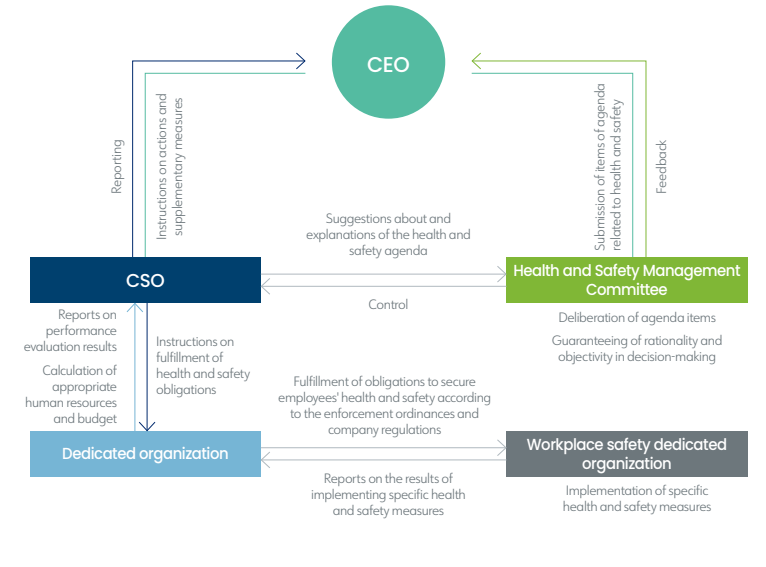 CEO
Reporting
Instructions on actions and
supplementary measures
Submission of items of agenda
related to health and safety
Feedback
Suggestions about and
explanations of the health and
safety agenda
CSO
Health and Safety Management
Committee
Control
Reports on
performance
evaluation results
Calculation of
appropriate
human resources
and budget
Instructions on
fulfillment of
health and safety
obligations
Deliberation of agenda items
Guaranteeing of rationality and
objectivity in decision-making
Fulfillment of obligations to secure
employees' health and safety according
to the enforcement ordinances and
company regulations
Dedicated organization
Workplace safety dedicated
organization
Reports on the results of
implementing specific health
and safety measures
Implementation of specific
health and safety measures